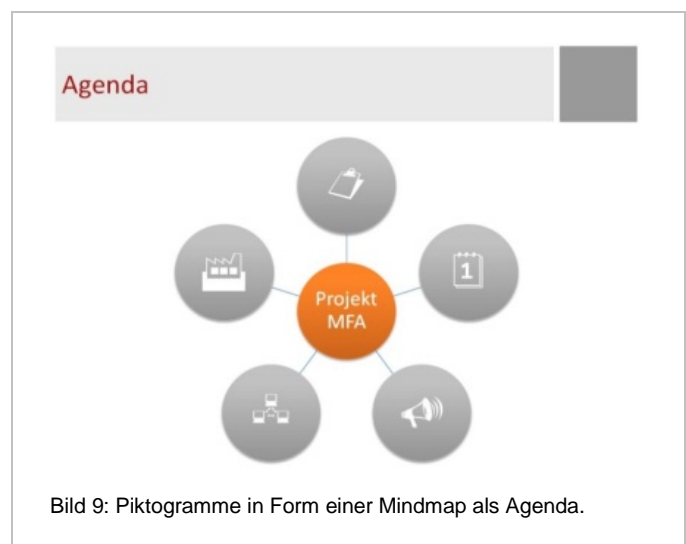 Agenda
1
Projekt
MFA
Bild 9: Piktogramme in Form einer Mindmap als Agenda.